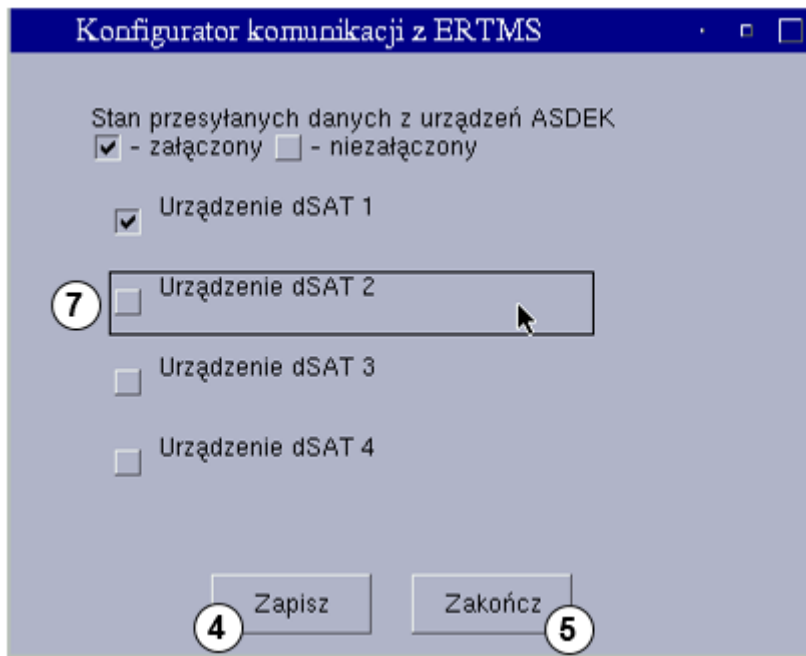 Konfigurator komunikacji z ERTMS
Stan przesyłanych danych z urządzeń ASDEK
- załączony - niezałączony
Urządzenie dSAT 1
7 Urządzenie dSAT 2
Urządzenie dSAT 3
Urządzenie dSAT 4
4 Zapisz Zakończ 5